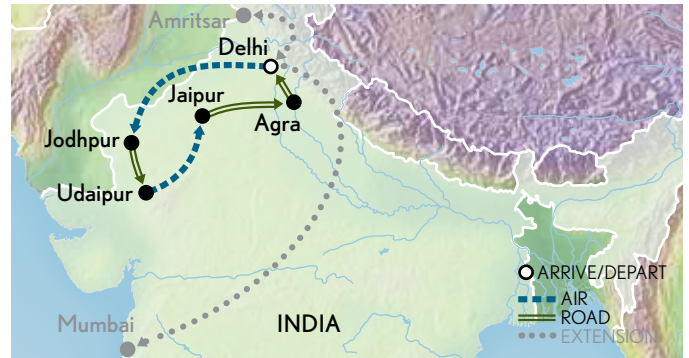 Amritsar
Delhi
Jaipur
Agra
Jodhpur
Udaipur
Mumbai
INDIA
ARRIVE/DEPART
AIR
ROAD
EXTENSION